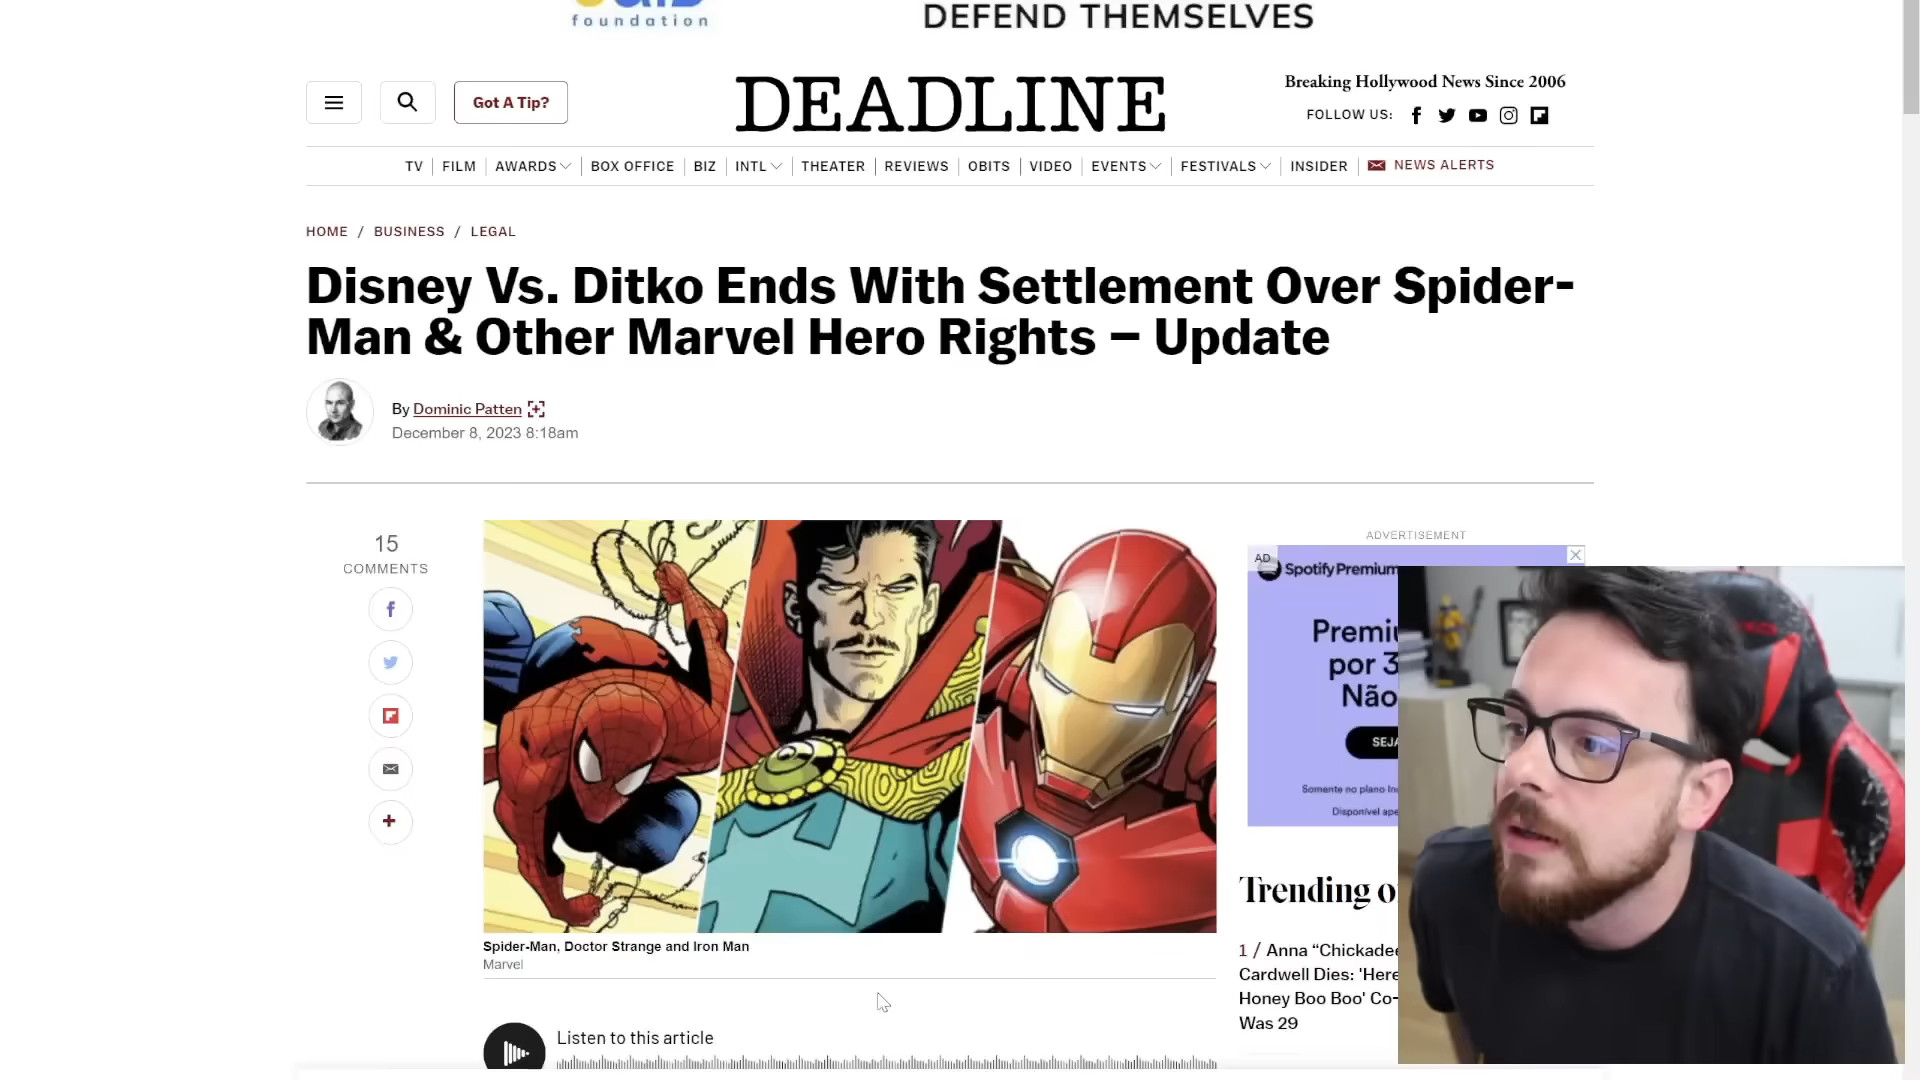 foundation
DEFEND THEMSELVES
Got A Tip?
DEADLINE
Breaking Hollywood News Since 2006
FOLLOW US:
TV FILM AWARDS BOX OFFICE BIZ INTL THEATER REVIEWS OBITS VIDEO EVENTS FESTIVALS INSIDER NEWS ALERTS
HOME / BUSINESS / LEGAL
Disney Vs. Ditko Ends With Settlement Over Spider-
Man & Other Marvel Hero Rights – Update
By Dominic Patten
December 8, 2023 8:18am
15
COMMENTS
Spider-Man, Doctor Strange and Iron Man
Marvel
Listen to this article
ADVERTISEMENT
AD
Spotify Premium
por 3
Não
Somente no plano
Disponível
Trending
1 / Anna “Chickadee
Cardwell Dies: 'Here
Honey Boo Boo' Co-
Was 29